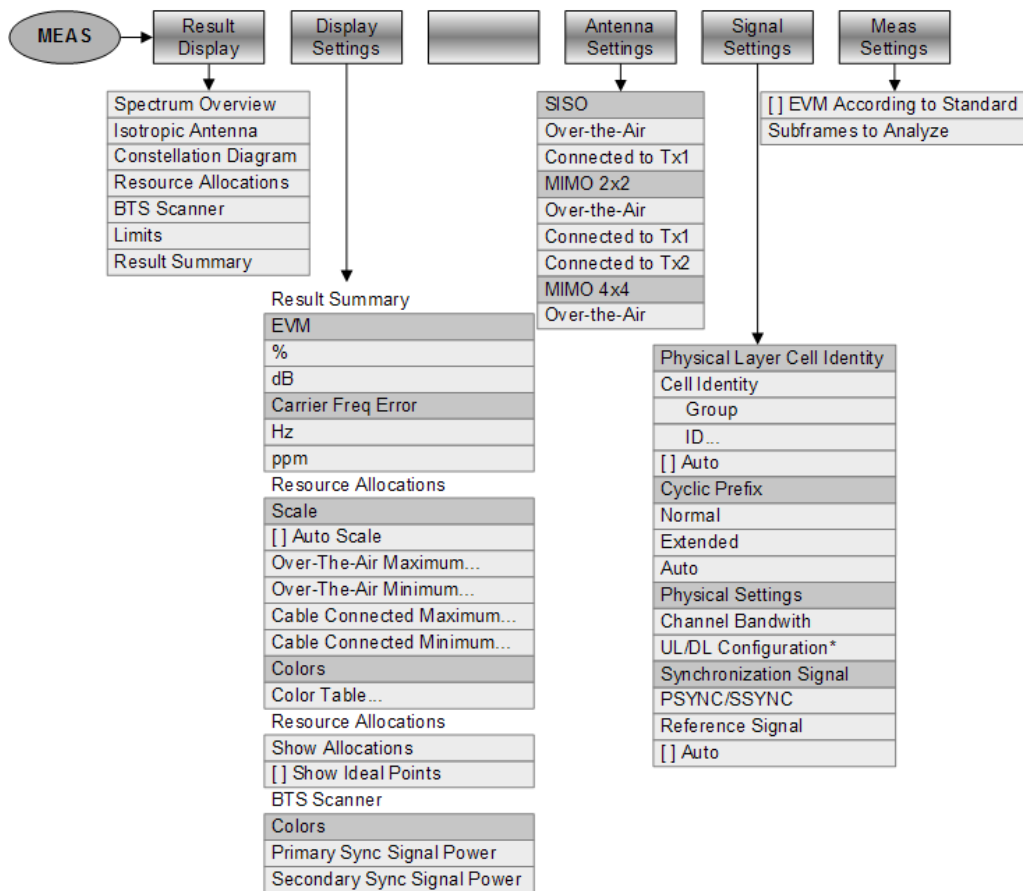 MEAS
Result
Display
Display
Settings
Antenna
Settings
Signal
Settings
Meas
Settings
Spectrum Overview
Isotropic Antenna
Constellation Diagram
Resource Allocations
BTS Scanner
Limits
Result Summary
Result Summary
EVM
%
dB
Carrier Freq Error
Hz
ppm
Resource Allocations
Scale
[ ] Auto Scale
Over-The-Air Maximum...
Over-The-Air Minimum...
Cable Connected Maximum...
Cable Connected Minimum...
Colors
Color Table...
Resource Allocations
Show Allocations
[ ] Show Ideal Points
BTS Scanner
Colors
Primary Sync Signal Power
Secondary Sync Signal Power
SISO
Over-the-Air
Connected to Tx1
MIMO 2x2
Over-the-Air
Connected to Tx1
Connected to Tx2
MIMO 4x4
Over-the-Air
Physical Layer Cell Identity
Cell Identity
Group
ID...
[ ] Auto
Cyclic Prefix
Normal
Extended
Auto
Physical Settings
Channel Bandwith
UL/DL Configuration*
Synchronization Signal
PSYNC/SSYNC
Reference Signal
[ ] Auto
[ ] EVM According to Standard
Subframes to Analyze